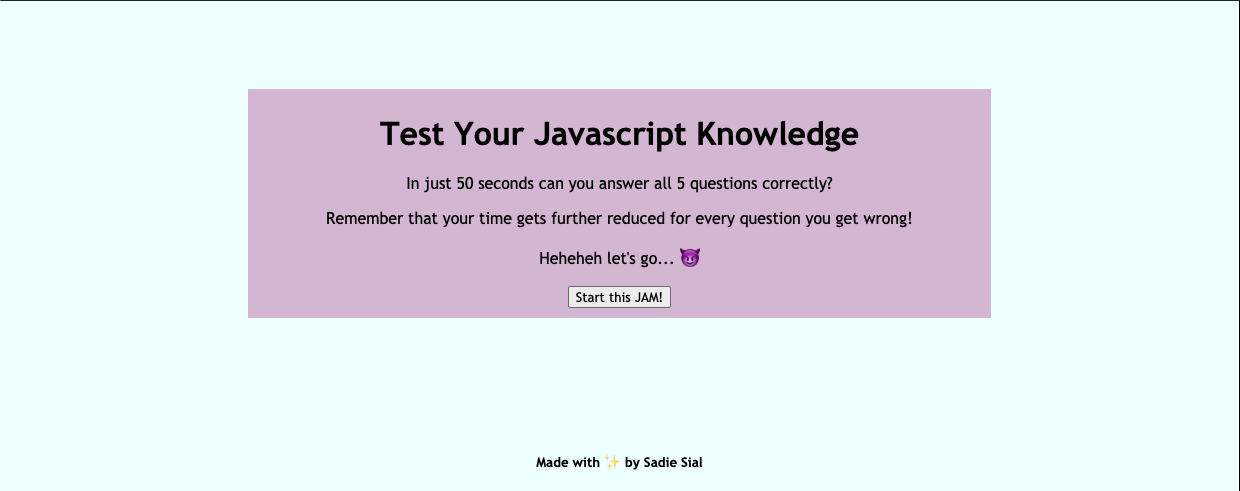 Test Your Javascript Knowledge
In just 50 seconds can you answer all 5 questions correctly?
Remember that your time gets further reduced for every question you get wrong!
Heheheh let's go... 😈
Start this JAM!
Made with ✨ by Sadie Sial